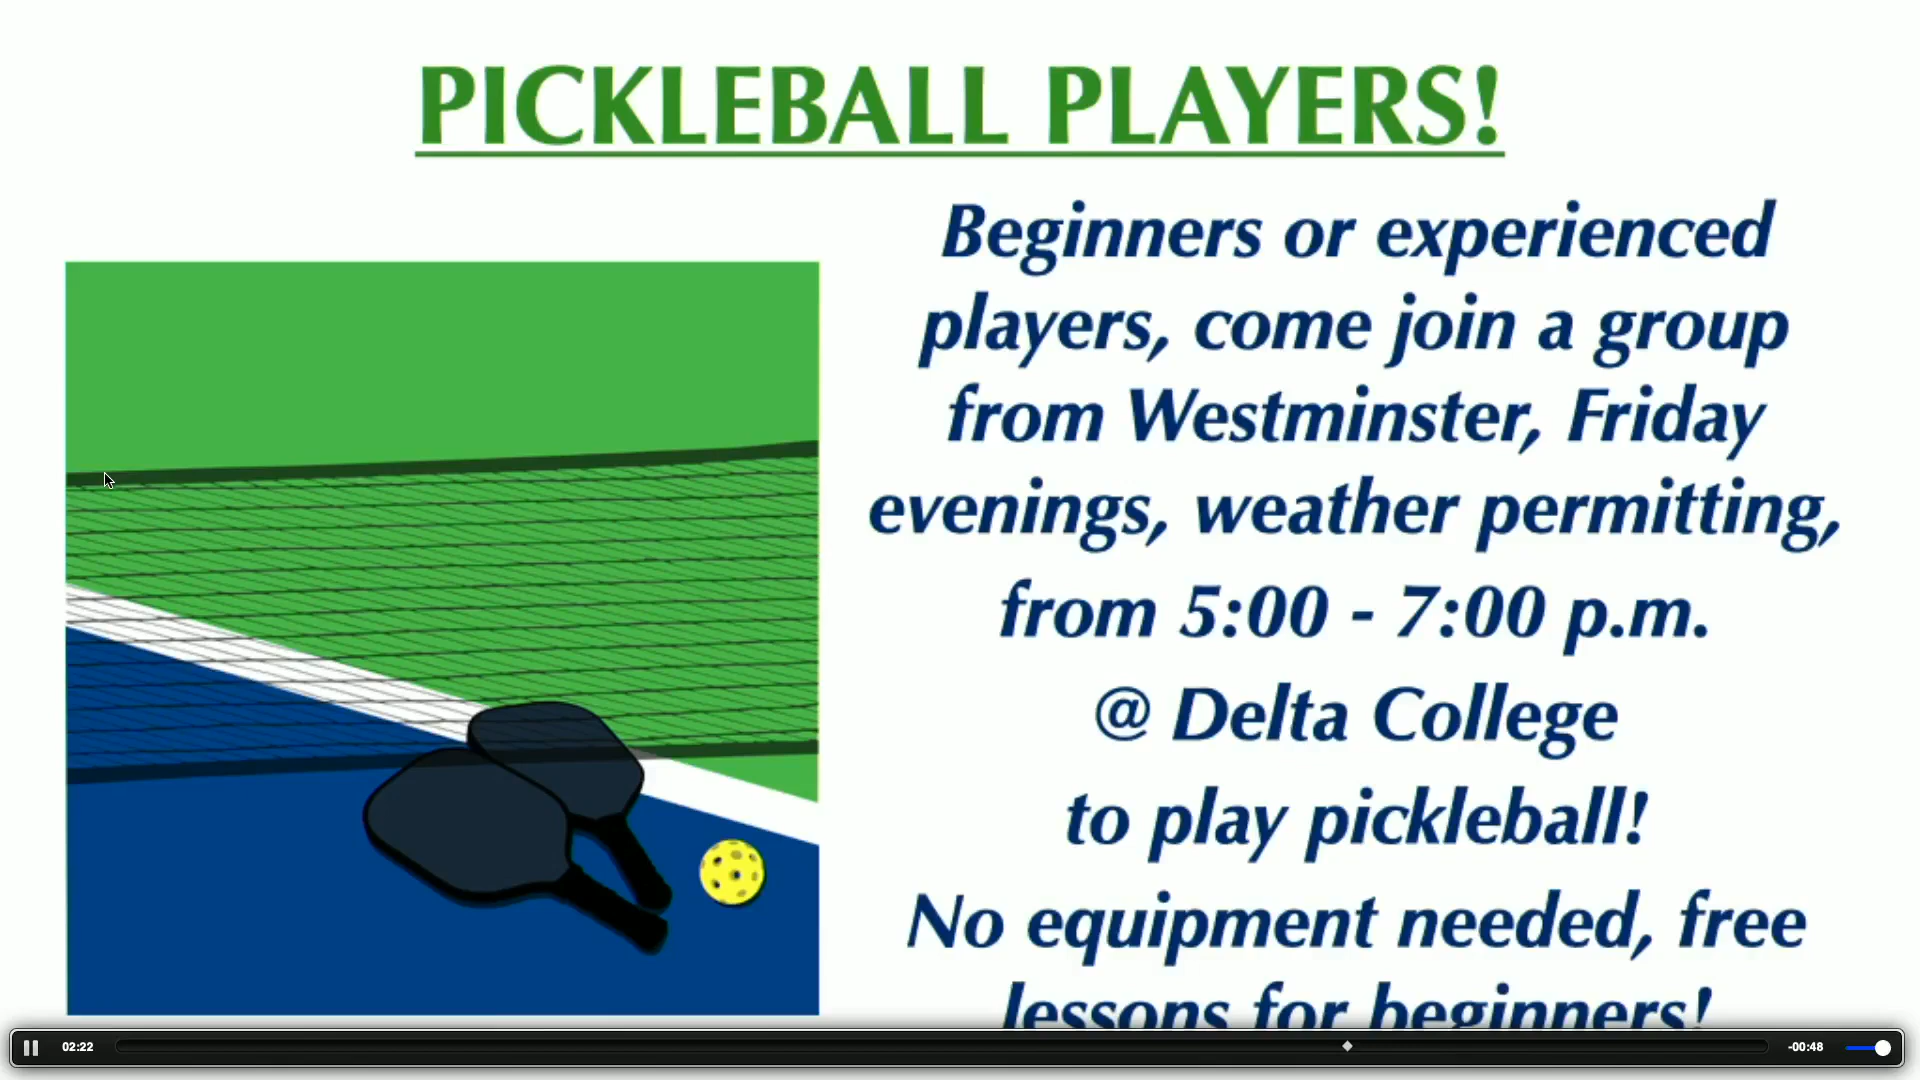 PICKLEBALL PLAYERS!
Beginners or experienced
players, come join a group
from Westminster, Friday
evenings, weather permitting,
from 5:00 - 7:00 p.m.
@ Delta College
to play pickleball!
No equipment needed, free
lessons for beginners!
02:22
-00:48